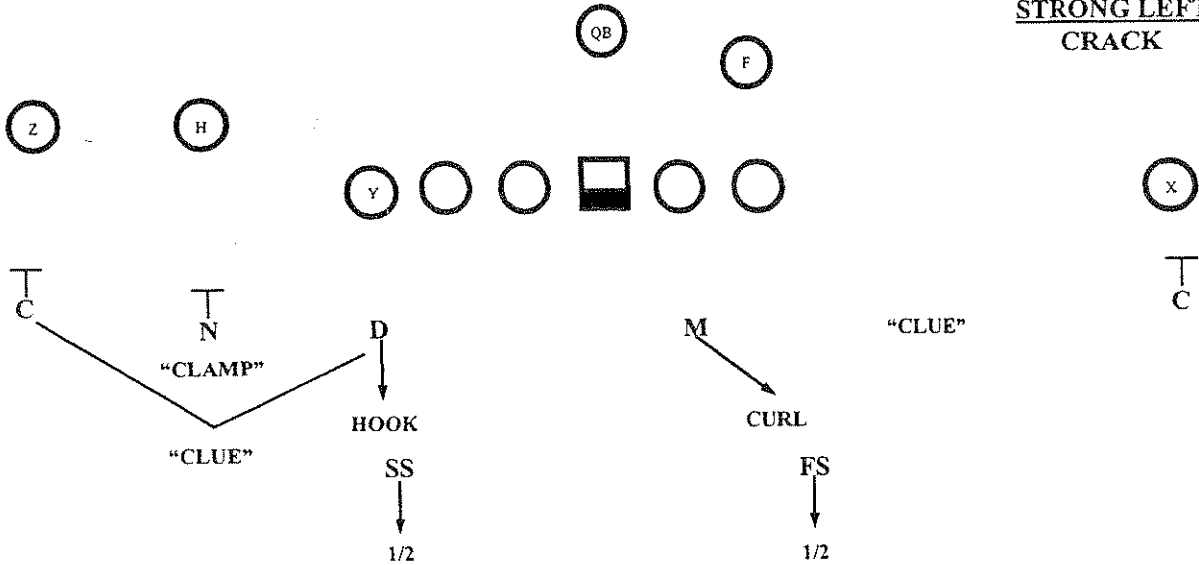 STRONG LEFT
CRACK
QB
F
Z
H
Y
X
C
N
D
M
"CLUE"
C
"CLAMP"
HOOK
CURL
"CLUE"
SS
FS
1/2
1/2